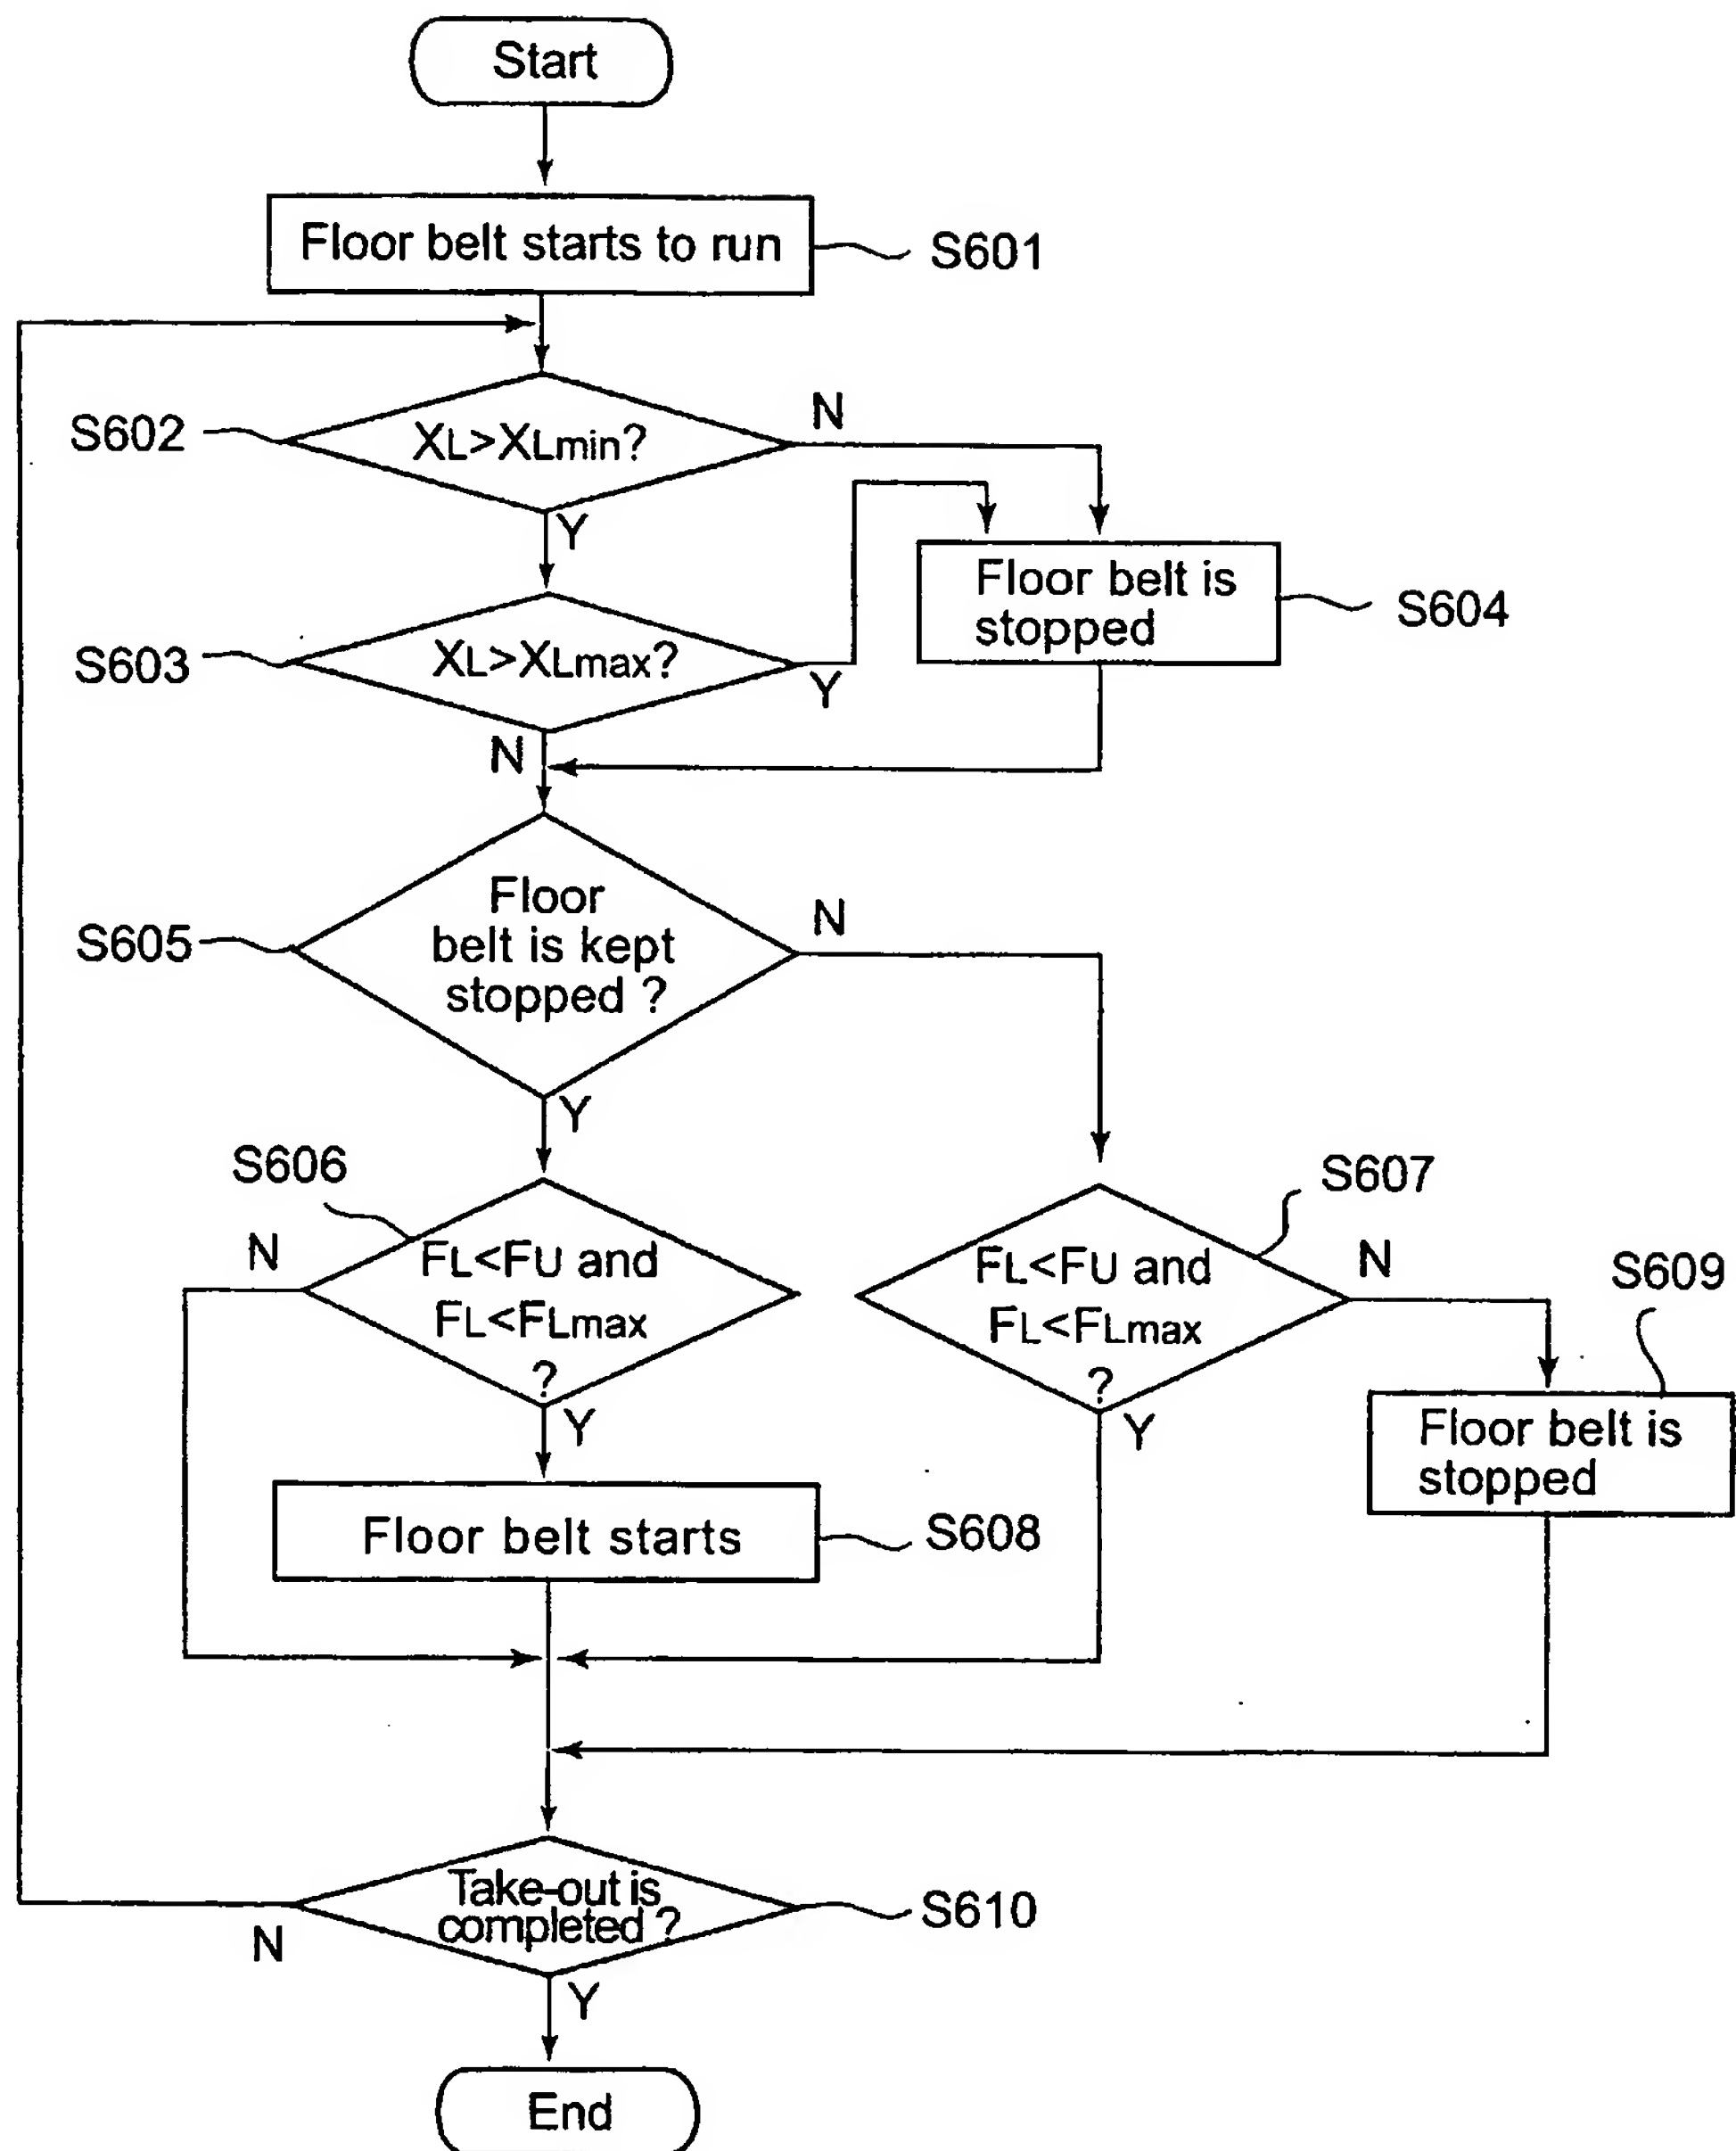 Start
Floor belt starts to run
S601
S602
XL>XLmin?
N
Y
Floor belt is
stopped
S604
S603
XL>XLmax?
Y
N
S605
Floor
belt is kept
stopped ?
N
Y
S606
N
FL<FU and
FL<FLmax
?
Y
S607
FL<FU and
FL<FLmax
?
N
Y
S609
Floor belt is
stopped
Floor belt starts
S608
Take-out is
completed ?
S610
N
Y
End